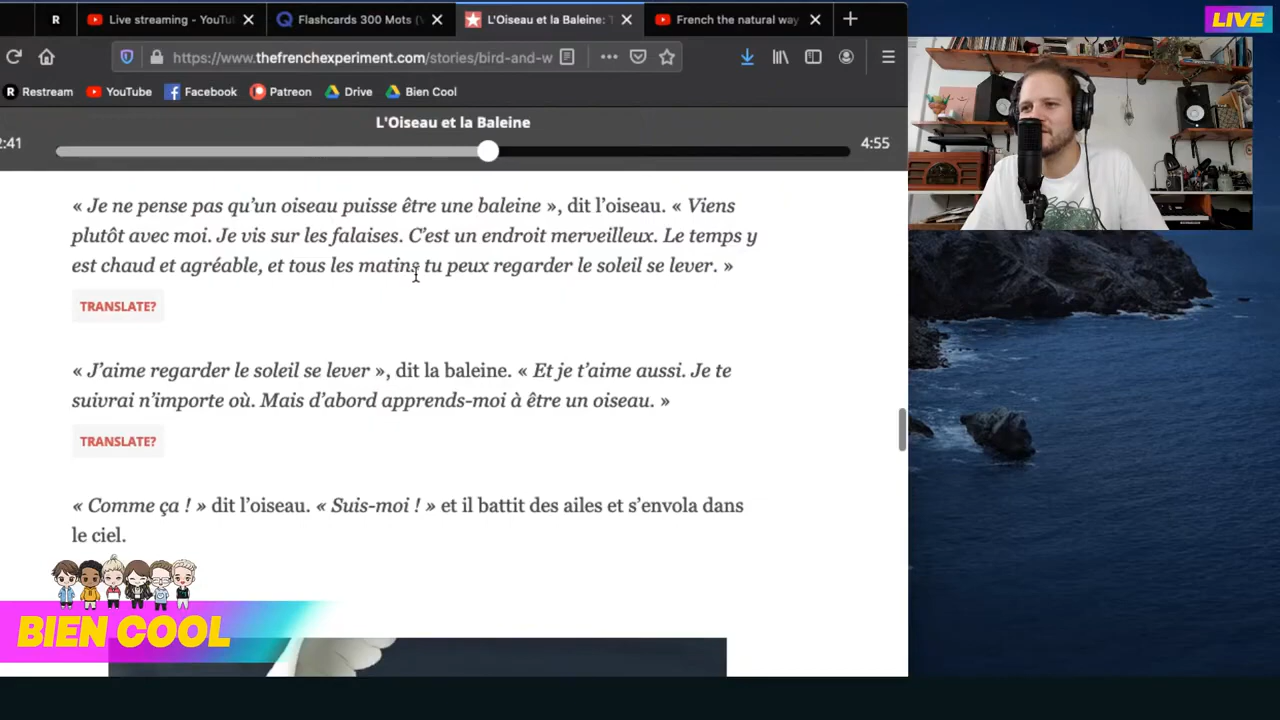 Live streaming - YouTu
Flashcards 300 Mots (
L'Oiseau et la Baleine: T
French the natural way
LIVE
https://www.thefrenchexperiment.com/stories/bird-and-w
R Restream
YouTube
Facebook
Patreon
Drive
Bien Cool
L'Oiseau et la Baleine
2:41
4:55
« Je ne pense pas qu’un oiseau puisse être une baleine », dit l’oiseau. « Viens
plutôt avec moi. Je vis sur les falaises. C’est un endroit merveilleux. Le temps y
est chaud et agréable, et tous les matins tu peux regarder le soleil se lever. »
TRANSLATE?
« J’aime regarder le soleil se lever », dit la baleine. « Et je t’aime aussi. Je te
suivrai n’importe où. Mais d’abord apprends-moi à être un oiseau. »
TRANSLATE?
« Comme ça ! » dit l’oiseau. « Suis-moi ! » et il battit des ailes et s’envola dans
le ciel.
BIEN COOL